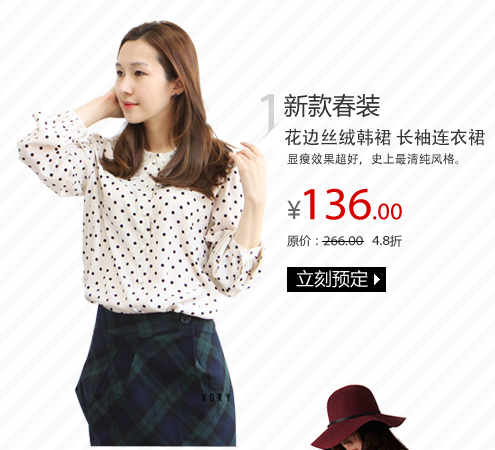 1 新款春装
花边丝绒韩裙 长袖连衣裙
显瘦效果超好，史上最清纯风格。
¥136.00
原价：266.00 4.8折
立刻预定
VORY